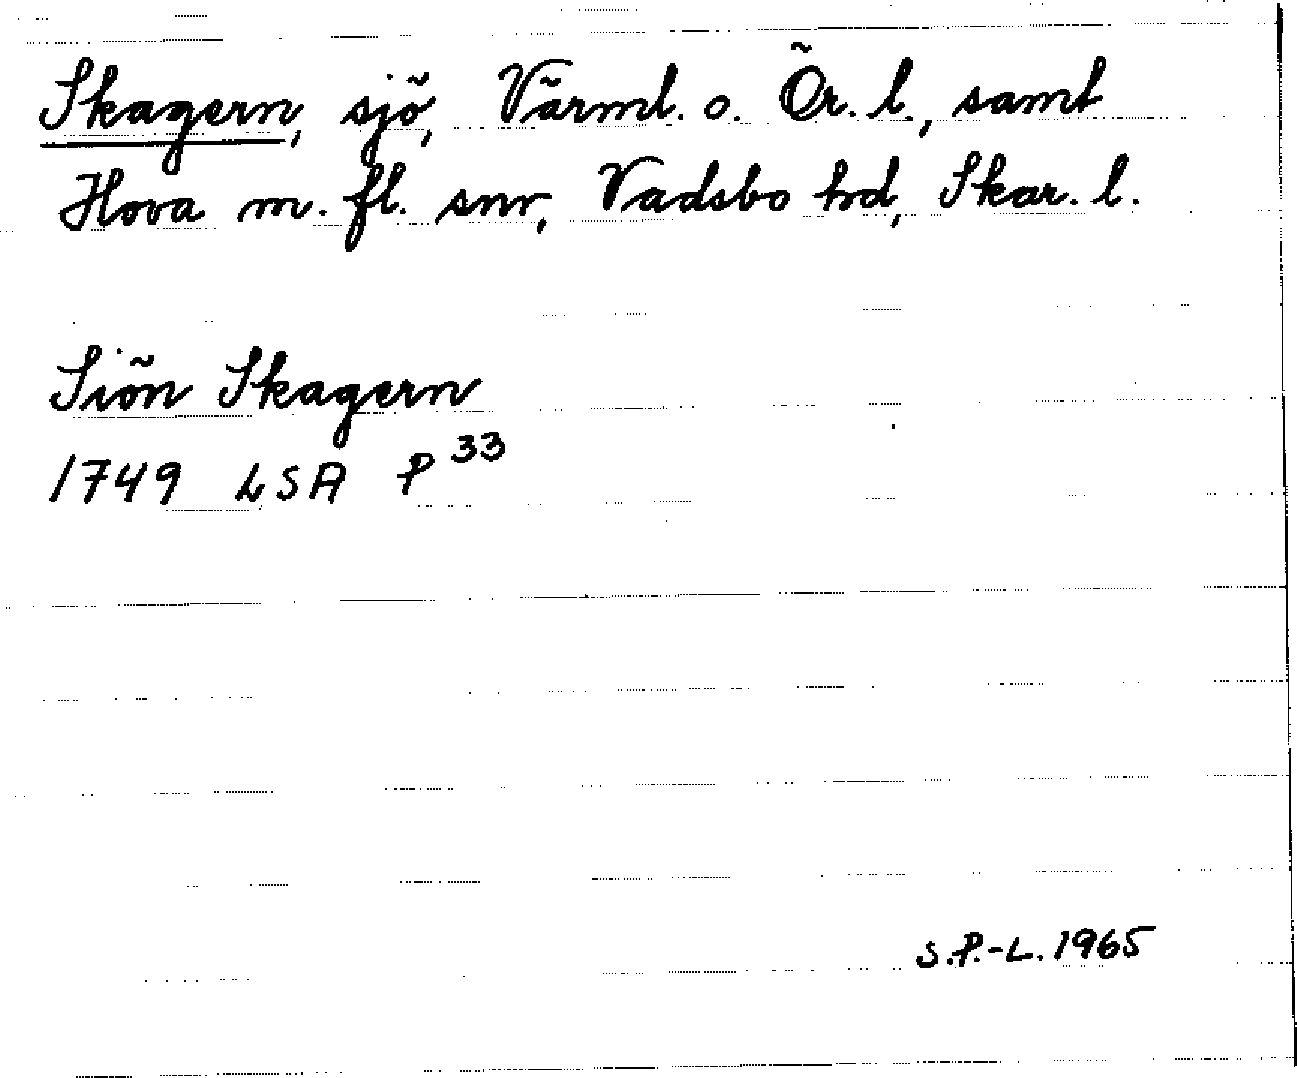 Skagern, sjö, Värml. o. Ör. l., samt
Hova m. fl. snr, Vadsbo hd, Skar. l.
Siön Skagern
1749 LSA P 33
S.P.-L. 1965